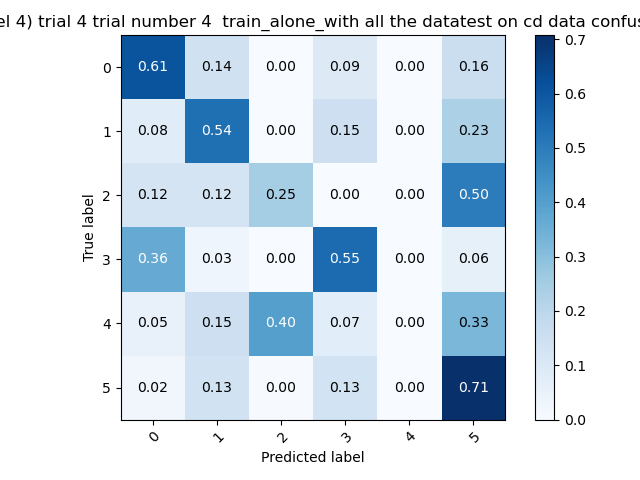 el 4) trial 4 trial number 4 train_alone_with all the datatest on cd data confus
0 0.61 0.14 0.00 0.09 0.00 0.16
1 0.08 0.54 0.00 0.15 0.00 0.23
2 0.12 0.12 0.25 0.00 0.00 0.50
3 0.36 0.03 0.00 0.55 0.00 0.06
4 0.05 0.15 0.40 0.07 0.00 0.33
5 0.02 0.13 0.00 0.13 0.00 0.71
0 1 2 3 4 5
True label
Predicted label
0.7
0.6
0.5
0.4
0.3
0.2
0.1
0.0